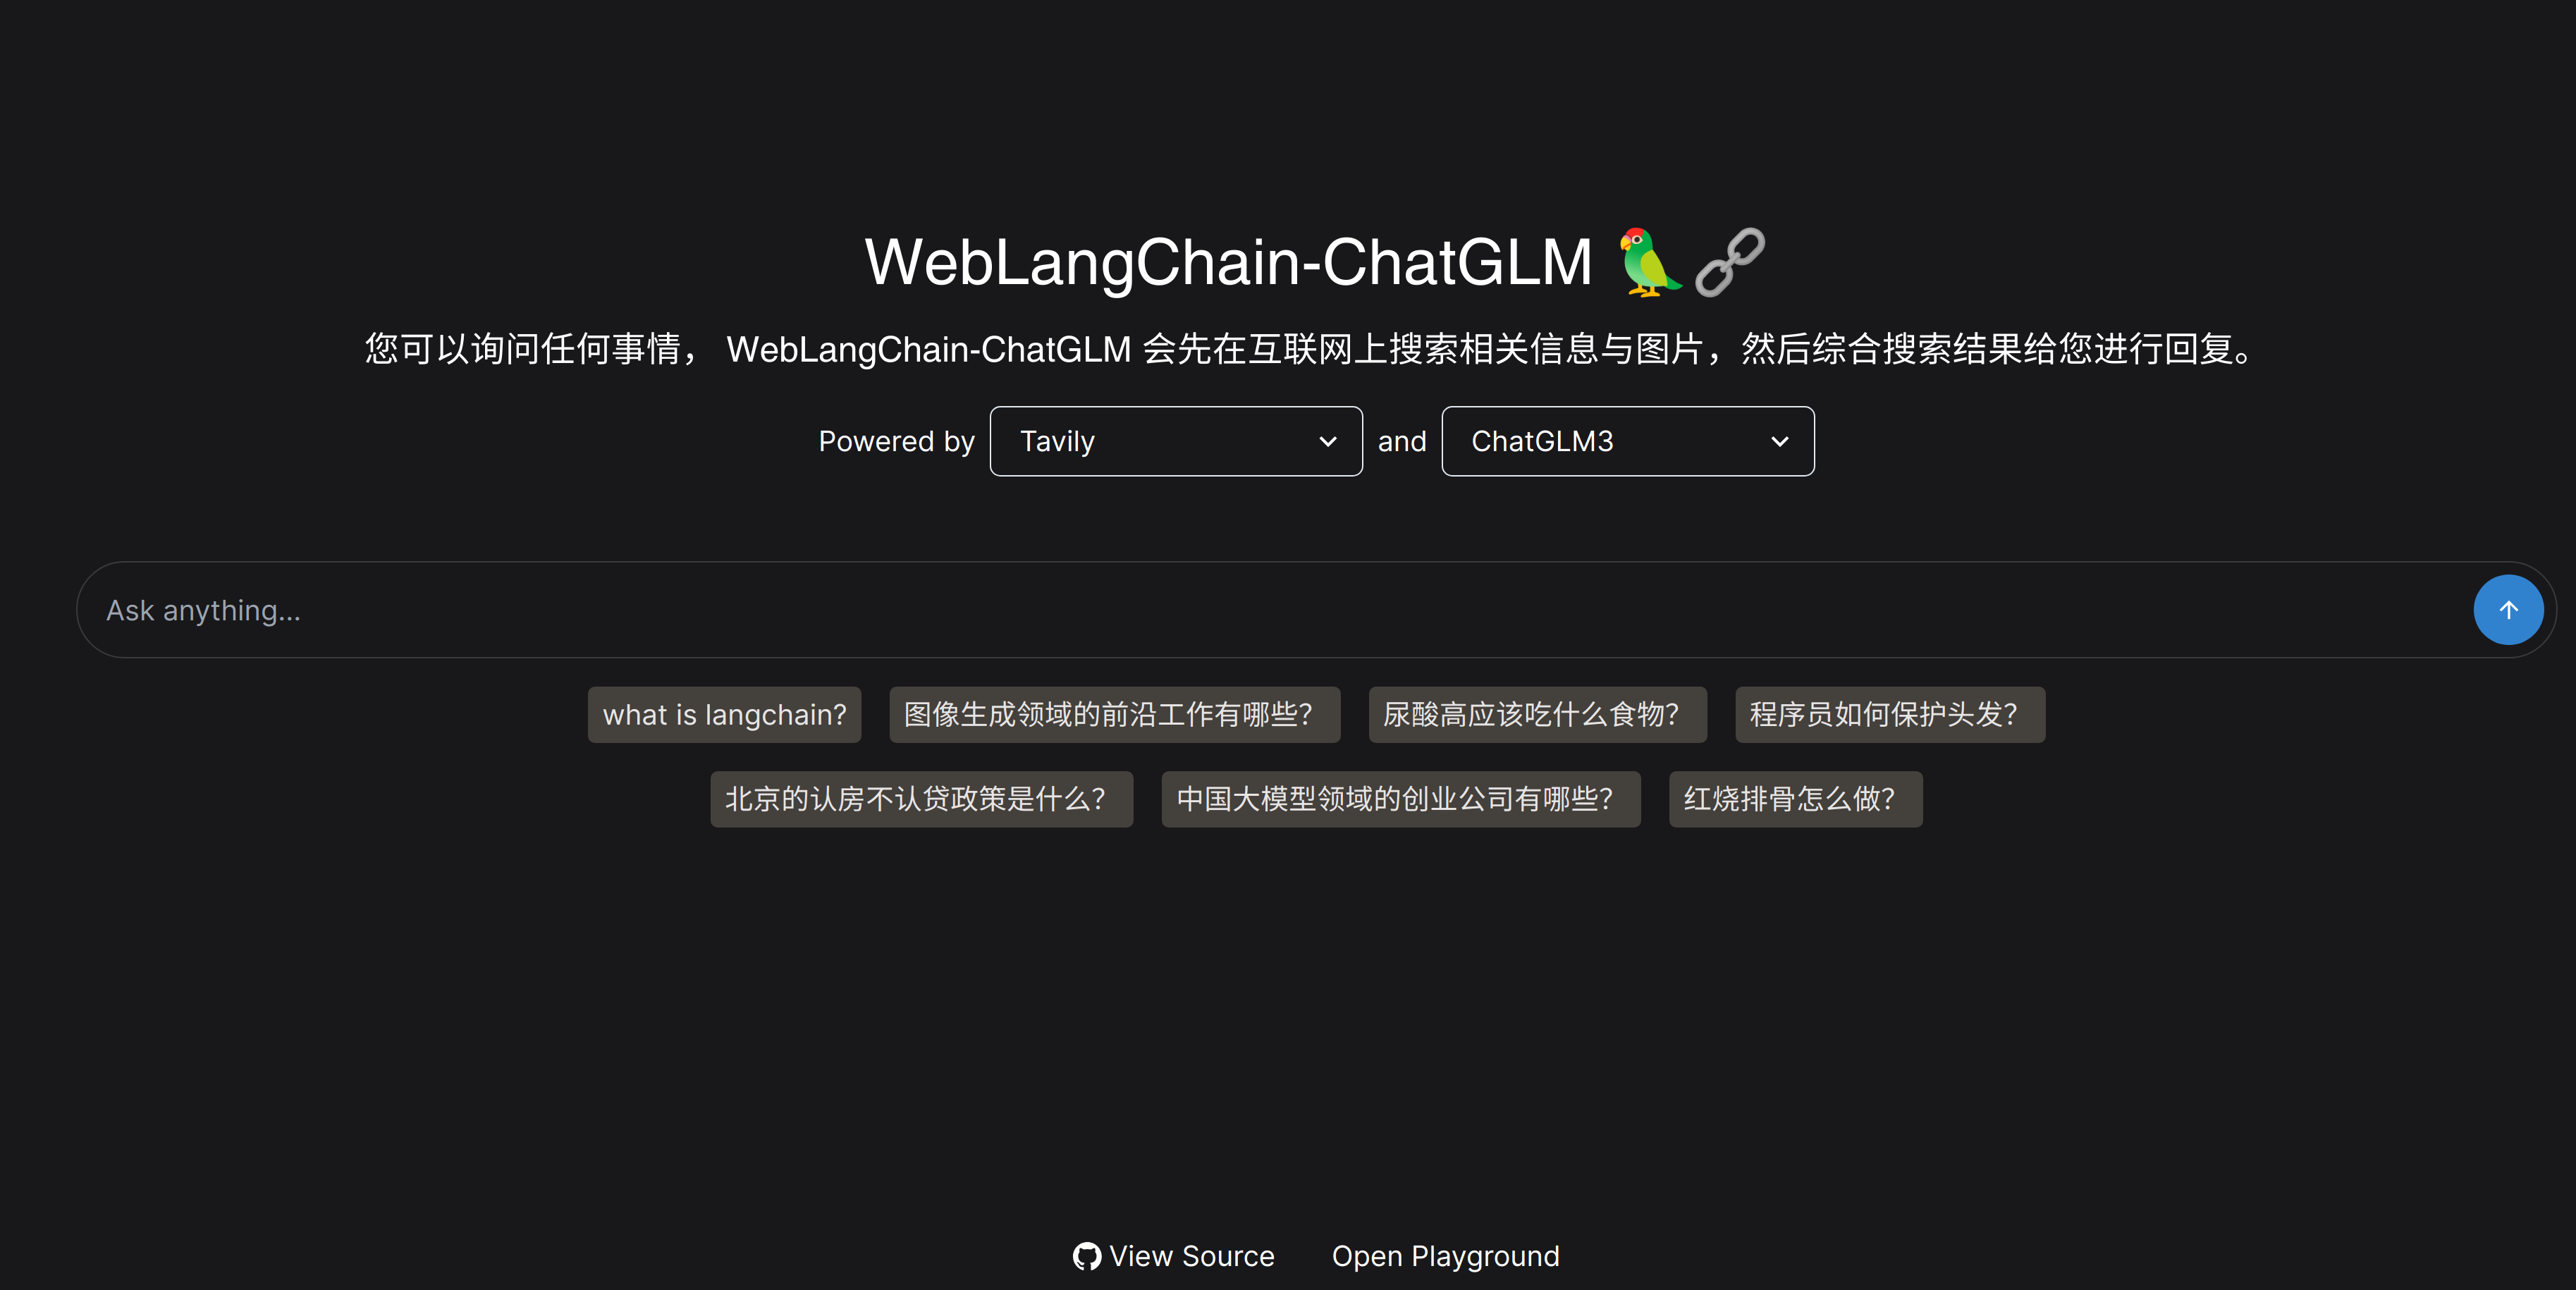 WebLangChain-ChatGLM 🦜🔗
您可以询问任何事情， WebLangChain-ChatGLM 会先在互联网上搜索相关信息与图片，然后综合搜索结果给您进行回复。
Powered by Tavily and ChatGLM3
Ask anything...
what is langchain? 图像生成领域的前沿工作有哪些？ 尿酸高应该吃什么食物？ 程序员如何保护头发？
北京的认房不认贷政策是什么？ 中国大模型领域的创业公司有哪些？ 红烧排骨怎么做？
View Source Open Playground